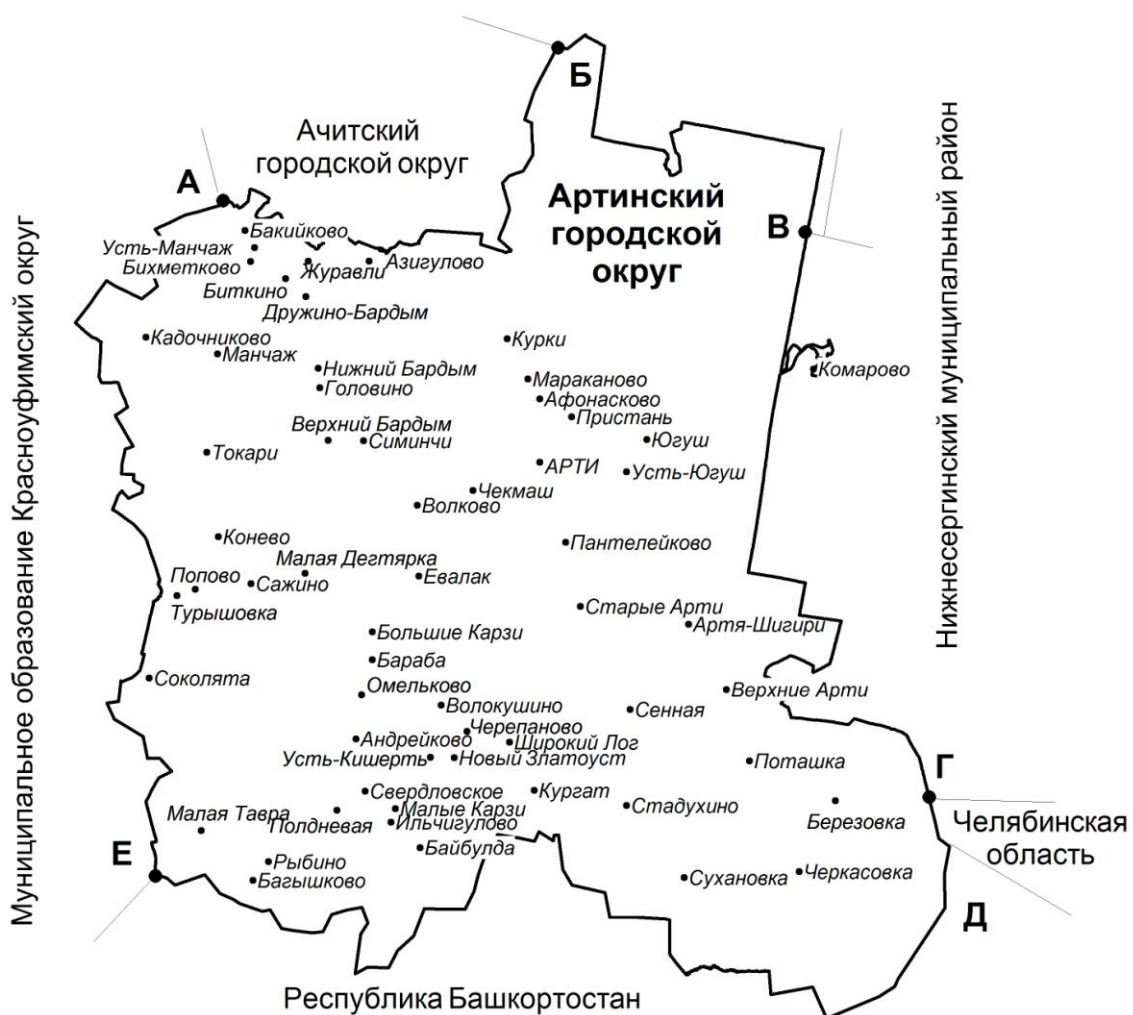 Б
Ачитский
городской округ
А
Артинский
городской
округ
В
Муниципальное образование Красноуфимский округ
Нижнесергинский муниципальный район
Бакийково
Усть-Манчаж
Бихметково
Журавли
Азигулово
Биткино
Дружино-Бардым
Кадочниково
Манчаж
Курки
Нижний Бардым
Головино
Мараканово
Афонасково
Пристань
Комарово
Верхний Бардым
Симинчи
Югуш
Токари
АРТИ
Усть-Югуш
Чекмаш
Волково
Конево
Пантелейково
Малая Дегтярка
Попово
Сажино
Евалак
Турышовка
Старые Арти
Артя-Шигири
Большие Карзи
Бараба
Соколята
Омельково
Верхние Арти
Волокушино
Сенная
Черепаново
Андрейково
Широкий Лог
Усть-Кишерть
Новый Златоуст
Поташка
Г
Свердловское
Кургат
Стадухино
Малая Тавра
Малые Карзи
Полдневая
Ильчигулово
Березовка
Челябинская
область
Е
Байбулда
Рыбино
Багышково
Сухановка
Черкасовка
Д
Республика Башкортостан